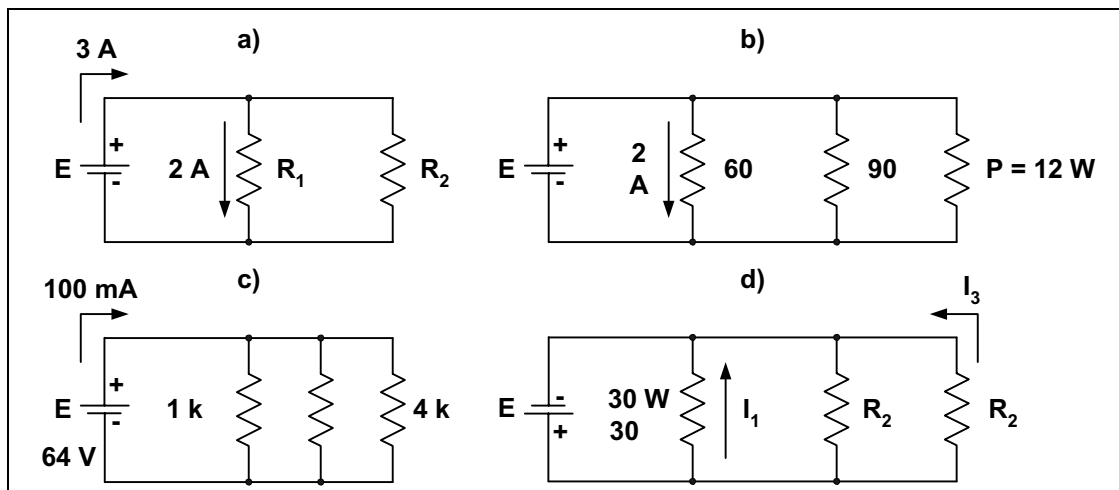 a)
3 A
E
+
-
2 A
R₁
R₂
b)
E
+
-
2
A
60
90
P = 12 W
c)
100 mA
E
+
-
64 V
1 k
4 k
d)
I₃
E
-
+
30 W
30
I₁
R₂
R₂